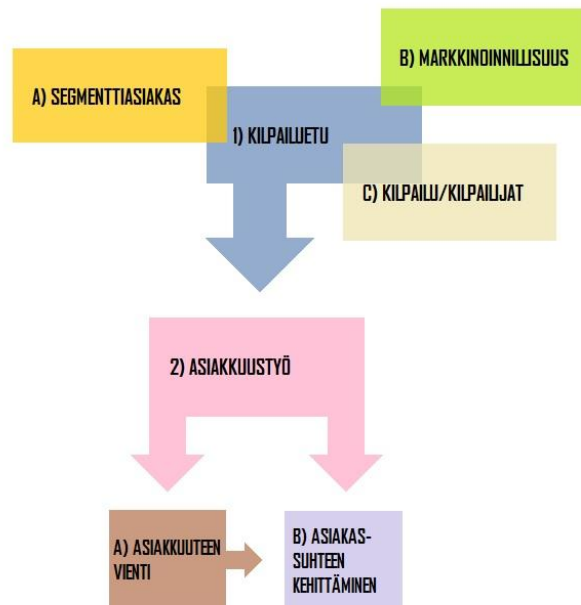 A) SEGMENTTIASIAKAS
B) MARKKINOINNILLISUUS
1) KILPAILUETU
C) KILPAILU/KILPAILIJAT
2) ASIAKKUUSTYÖ
A) ASIAKKUUTEEN
VIENTI
B) ASIAKAS-
SUHTEEN
KEHITTÄMINEN